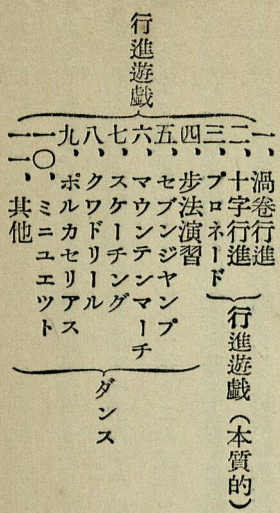 行進遊戯
一、渦卷行進
二、十字行進
三、プロネード
四、步法演習
五、セブンジヤンプ
六、マウンテンマーチ
七、スケーチング
八、クワドリール
九、ポルカセリアス
一〇、ミニユエツト
一一、其他
行進遊戯（本質的）
ダンス